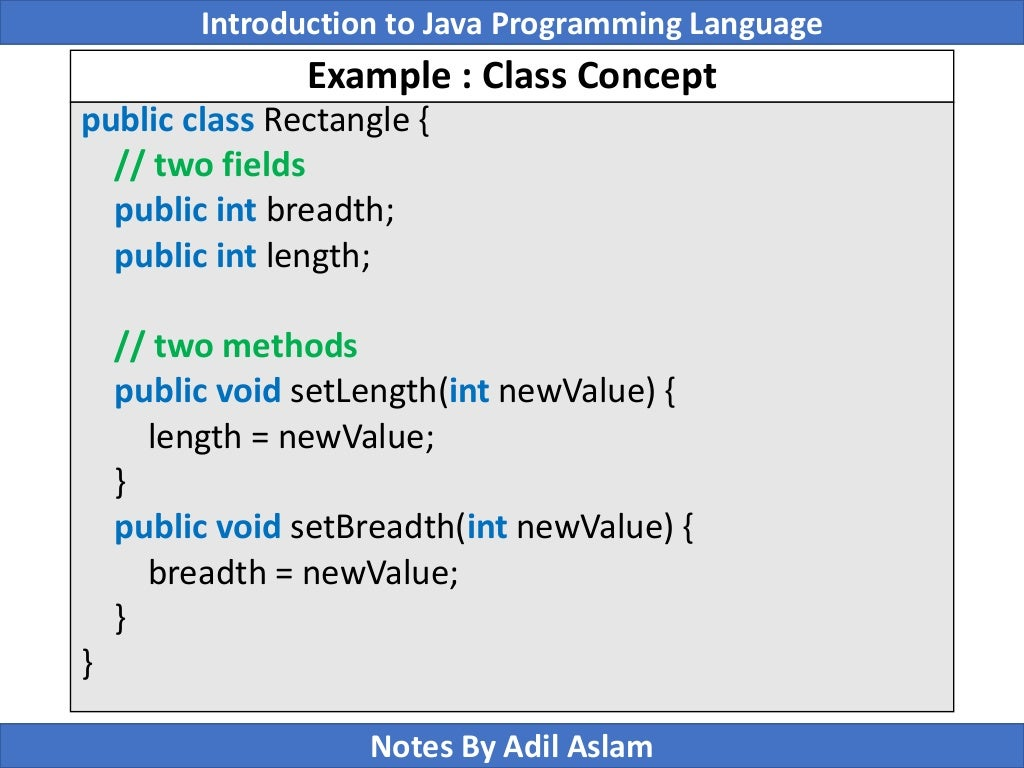 Introduction to Java Programming Language
Example : Class Concept
public class Rectangle {
// two fields
public int breadth;
public int length;
// two methods
public void setLength(int newValue) {
length = newValue;
}
public void setBreadth(int newValue) {
breadth = newValue;
}
}
Notes By Adil Aslam